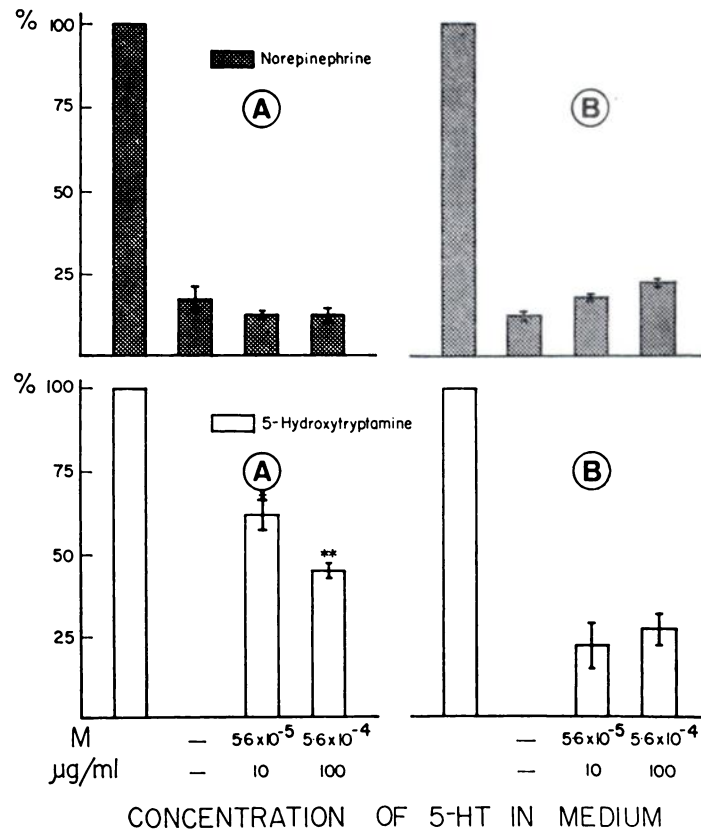 % 100
Norepinephrine
A
B
75
50
25
% 100
5-Hydroxytryptamine
A
B
75
*
50
**
25
M — 5·6x10-5 5·6x10-4 — 5·6x10-5 5·6x10-4
μg/ml — 10 100 — 10 100
CONCENTRATION OF 5-HT IN MEDIUM